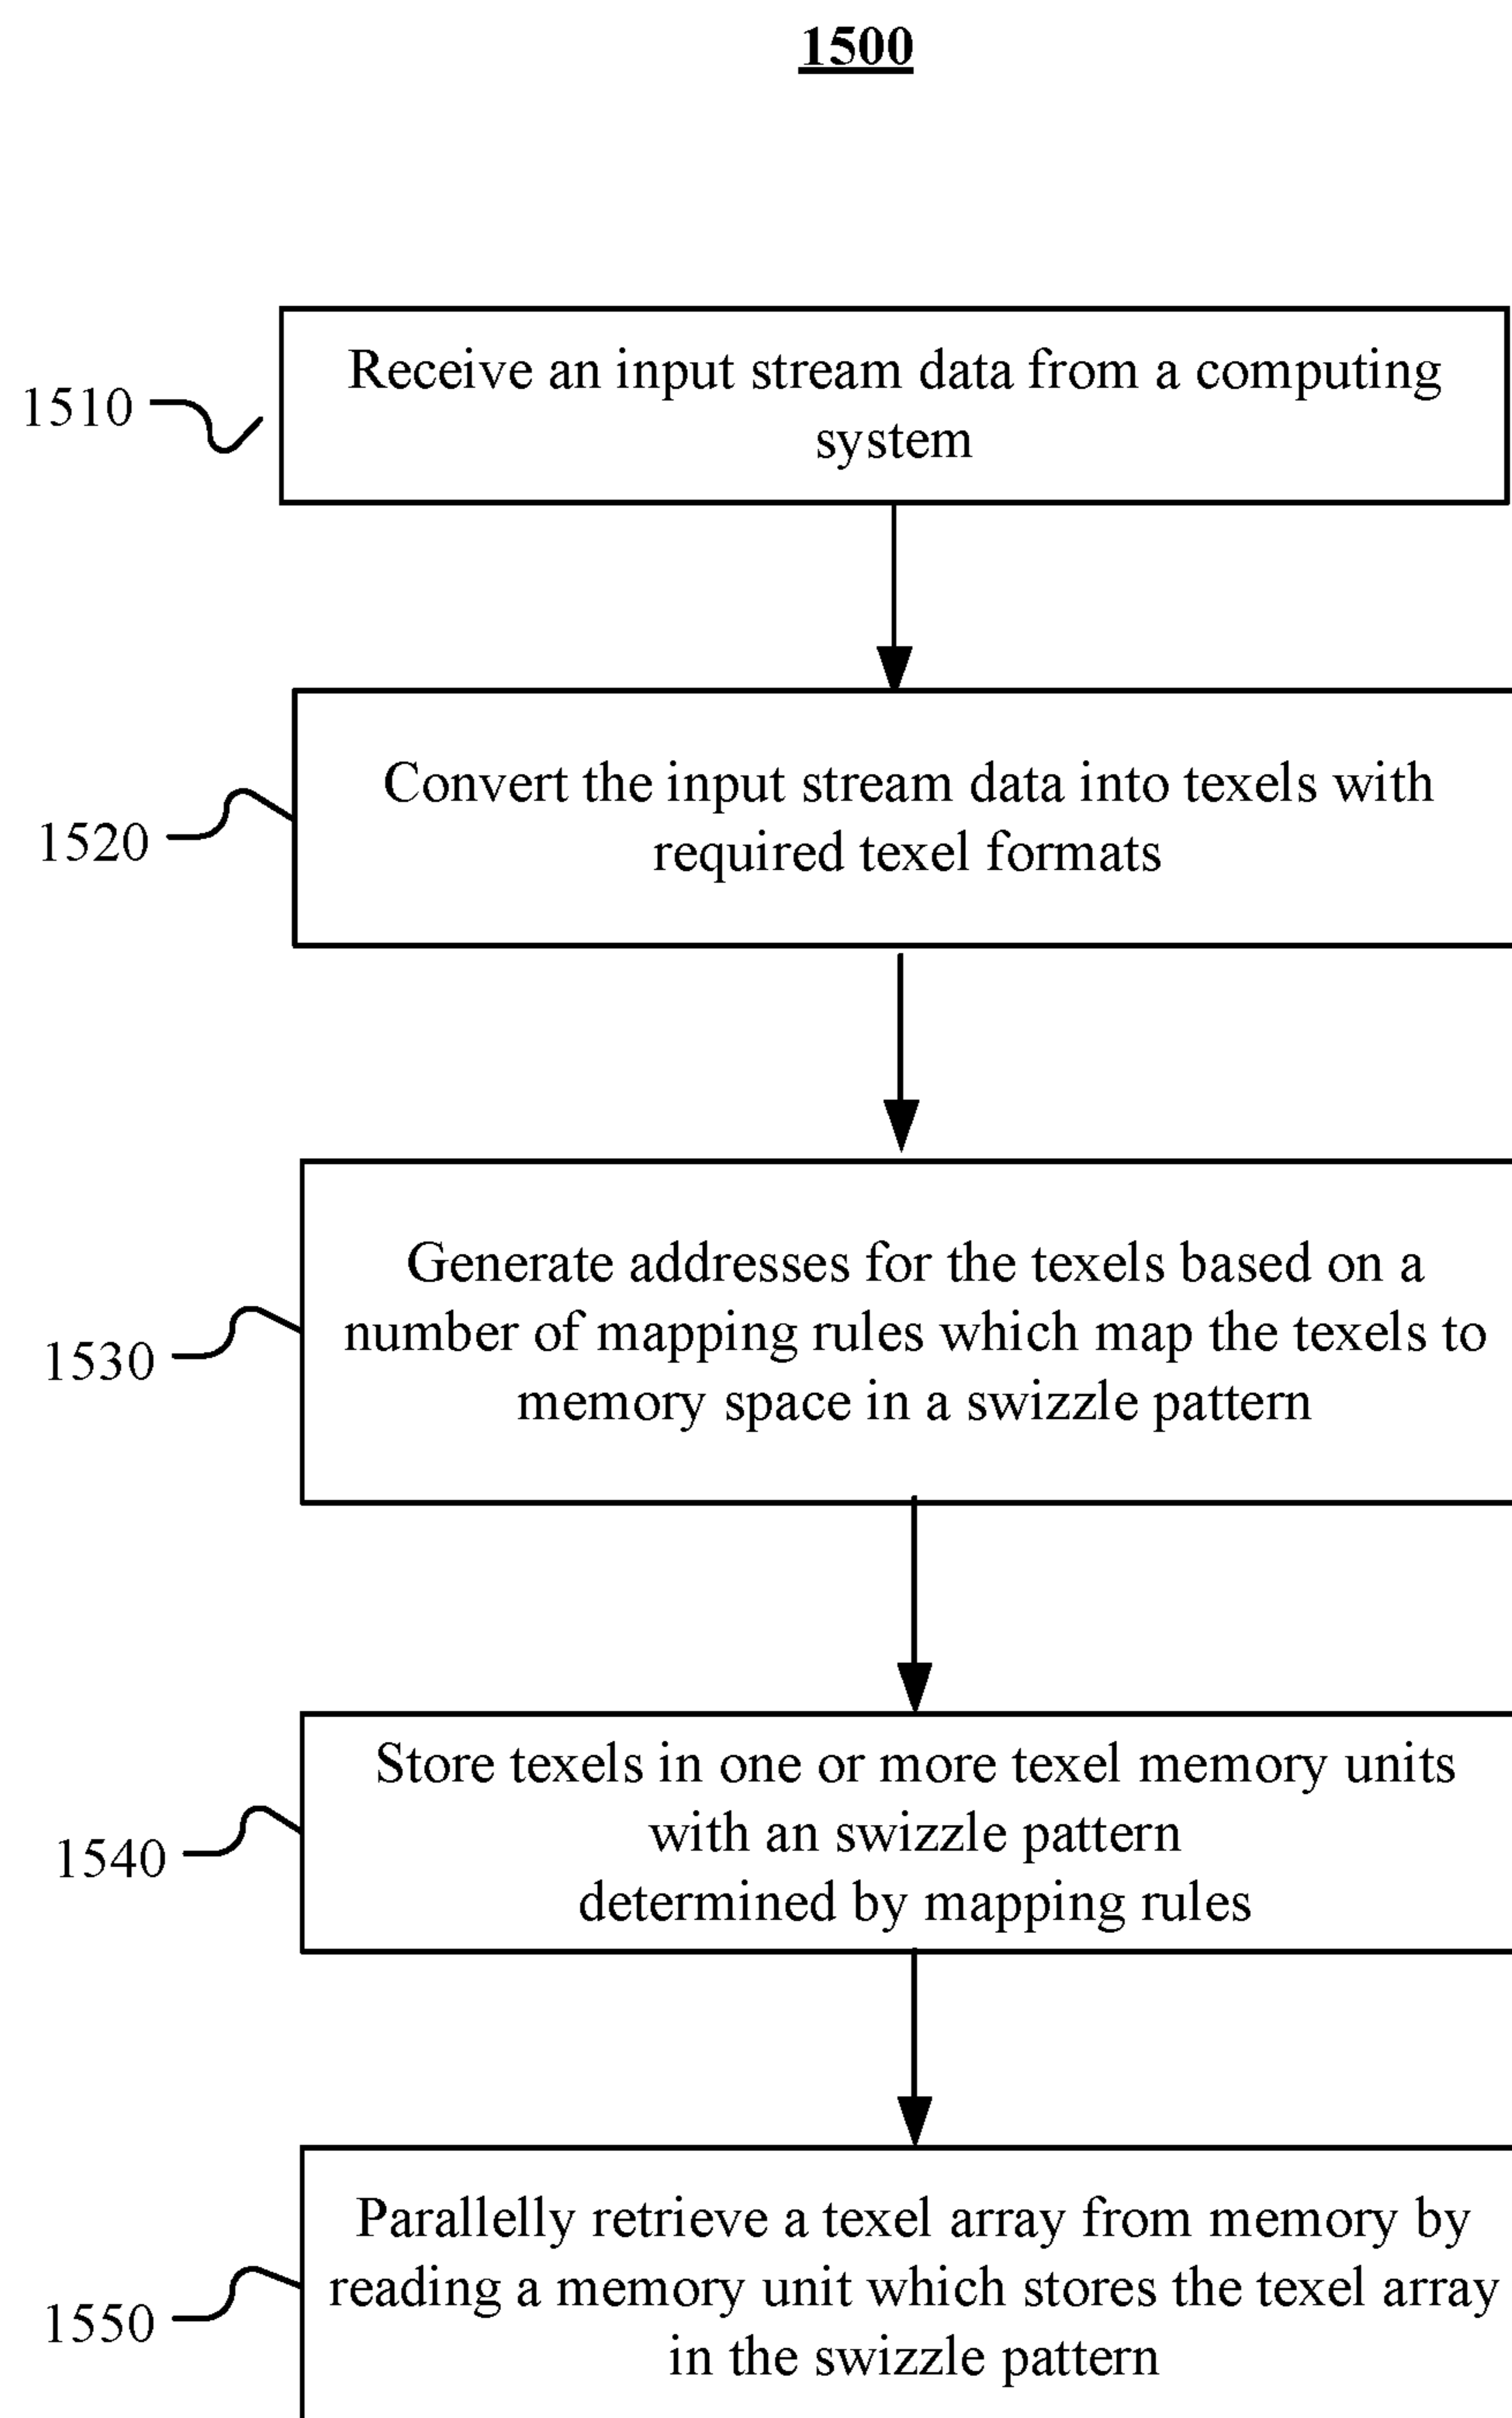 1500
1510
Receive an input stream data from a computing
system
1520
Convert the input stream data into texels with
required texel formats
1530
Generate addresses for the texels based on a
number of mapping rules which map the texels to
memory space in a swizzle pattern
1540
Store texels in one or more texel memory units
with an swizzle pattern
determined by mapping rules
1550
Parallelly retrieve a texel array from memory by
reading a memory unit which stores the texel array
in the swizzle pattern